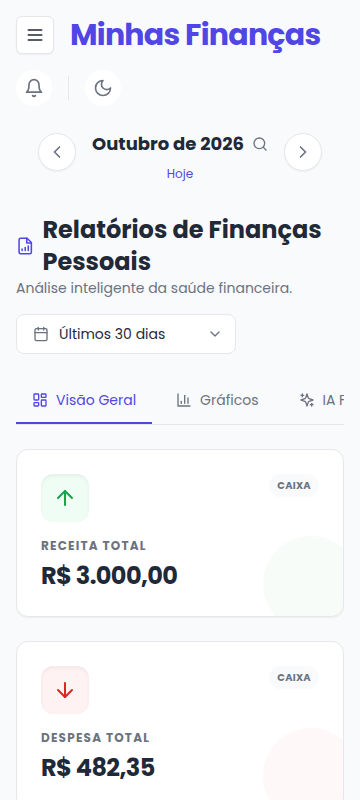 Minhas Finanças
Outubro de 2026
Hoje
Relatórios de Finanças
Pessoais
Análise inteligente da saúde financeira.
Últimos 30 dias
Visão Geral
Gráficos
IA F
CAIXA
RECEITA TOTAL
R$ 3.000,00
CAIXA
DESPESA TOTAL
R$ 482,35